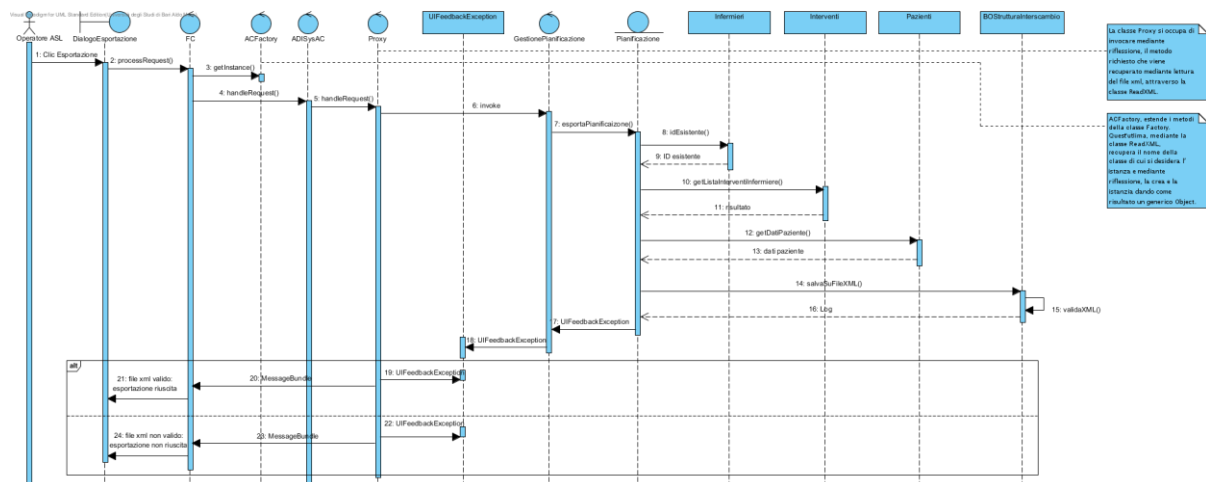 Operatore ASL
DialogoEsportazione
FC
ACFactory
ADISysAC
Proxy
UIFeedbackException
GestionePianificazione
Pianificazione
Infermieri
Interventi
Pazienti
BOStrutturaInterscambio
La classe Proxy si occupa di
invocare mediante
riflessione, il metodo
richiesto che viene
recuperato mediante lettura
del file xml, attraverso la
classe ReadXML.
ACFactory, estende i metodi
della classe Factory.
Quest'ultima, mediante la
classe ReadXML,
recupera il nome della
classe di cui si desidera l'
istanza e mediante
riflessione, la crea e la
istanzia dando come
risultato un generico Object.
1: Clic Esportazione
2: processRequest()
3: getInstance()
4: handleRequest()
5: handleRequest()
6: invoke
7: esportaPianificaizone()
8: idEsistente()
9: ID esistente
10: getListaInterventiInfermiere()
11: risultato
12: getDatiPaziente()
13: dati paziente
14: salvaSuFileXML()
15: validaXML()
16: Log
17: UIFeedbackException
18: UIFeedbackException
alt
19: UIFeedbackException
20: MessageBundle
21: file xml valido:
esportazione riuscita
22: UIFeedbackException
23: MessageBundle
24: file xml non valido:
esportazione non riuscita